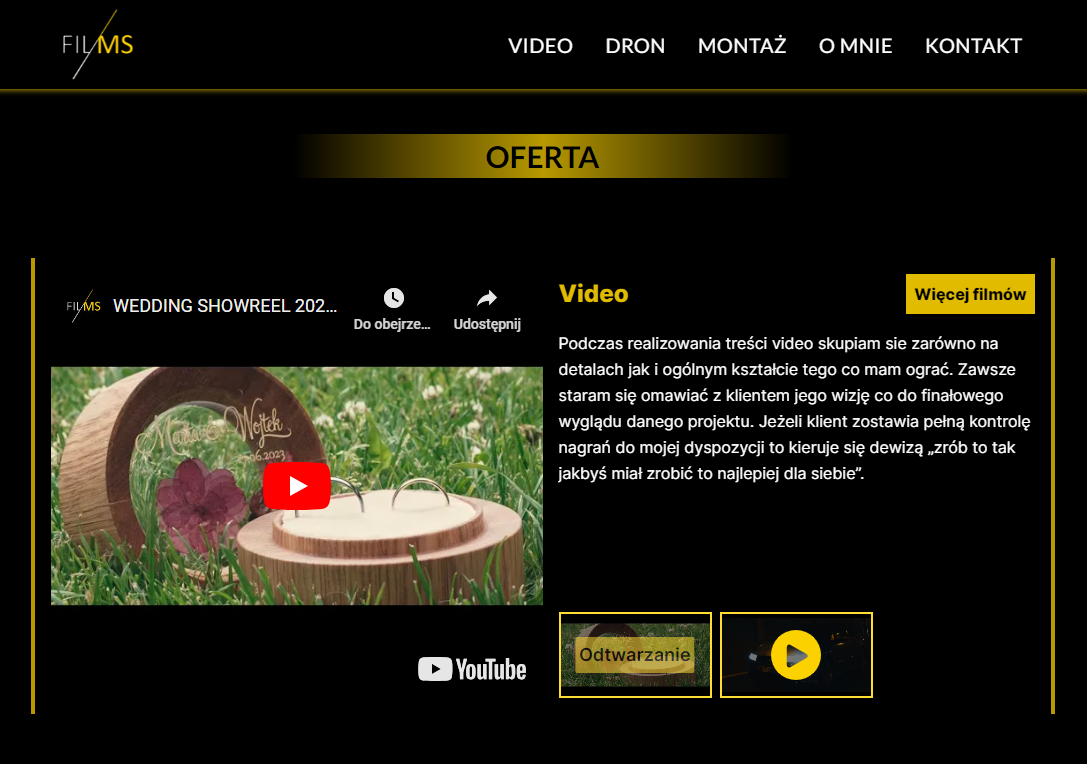 FILMS
VIDEO DRON MONTAŻ O MNIE KONTAKT
OFERTA
FILMS WEDDING SHOWREEL 202...
Do obejrze... Udostępnij
Wojtek
06.2023
YouTube
Video
Więcej filmów
Podczas realizowania treści video skupiam sie zarówno na
detalach jak i ogólnym kształcie tego co mam ograć. Zawsze
staram się omawiać z klientem jego wizję co do finałowego
wyglądu danego projektu. Jeżeli klient zostawia pełną kontrolę
nagrań do mojej dyspozycji to kieruje się dewizą „zrób to tak
jakbyś miał zrobić to najlepiej dla siebie”.
Odtwarzanie